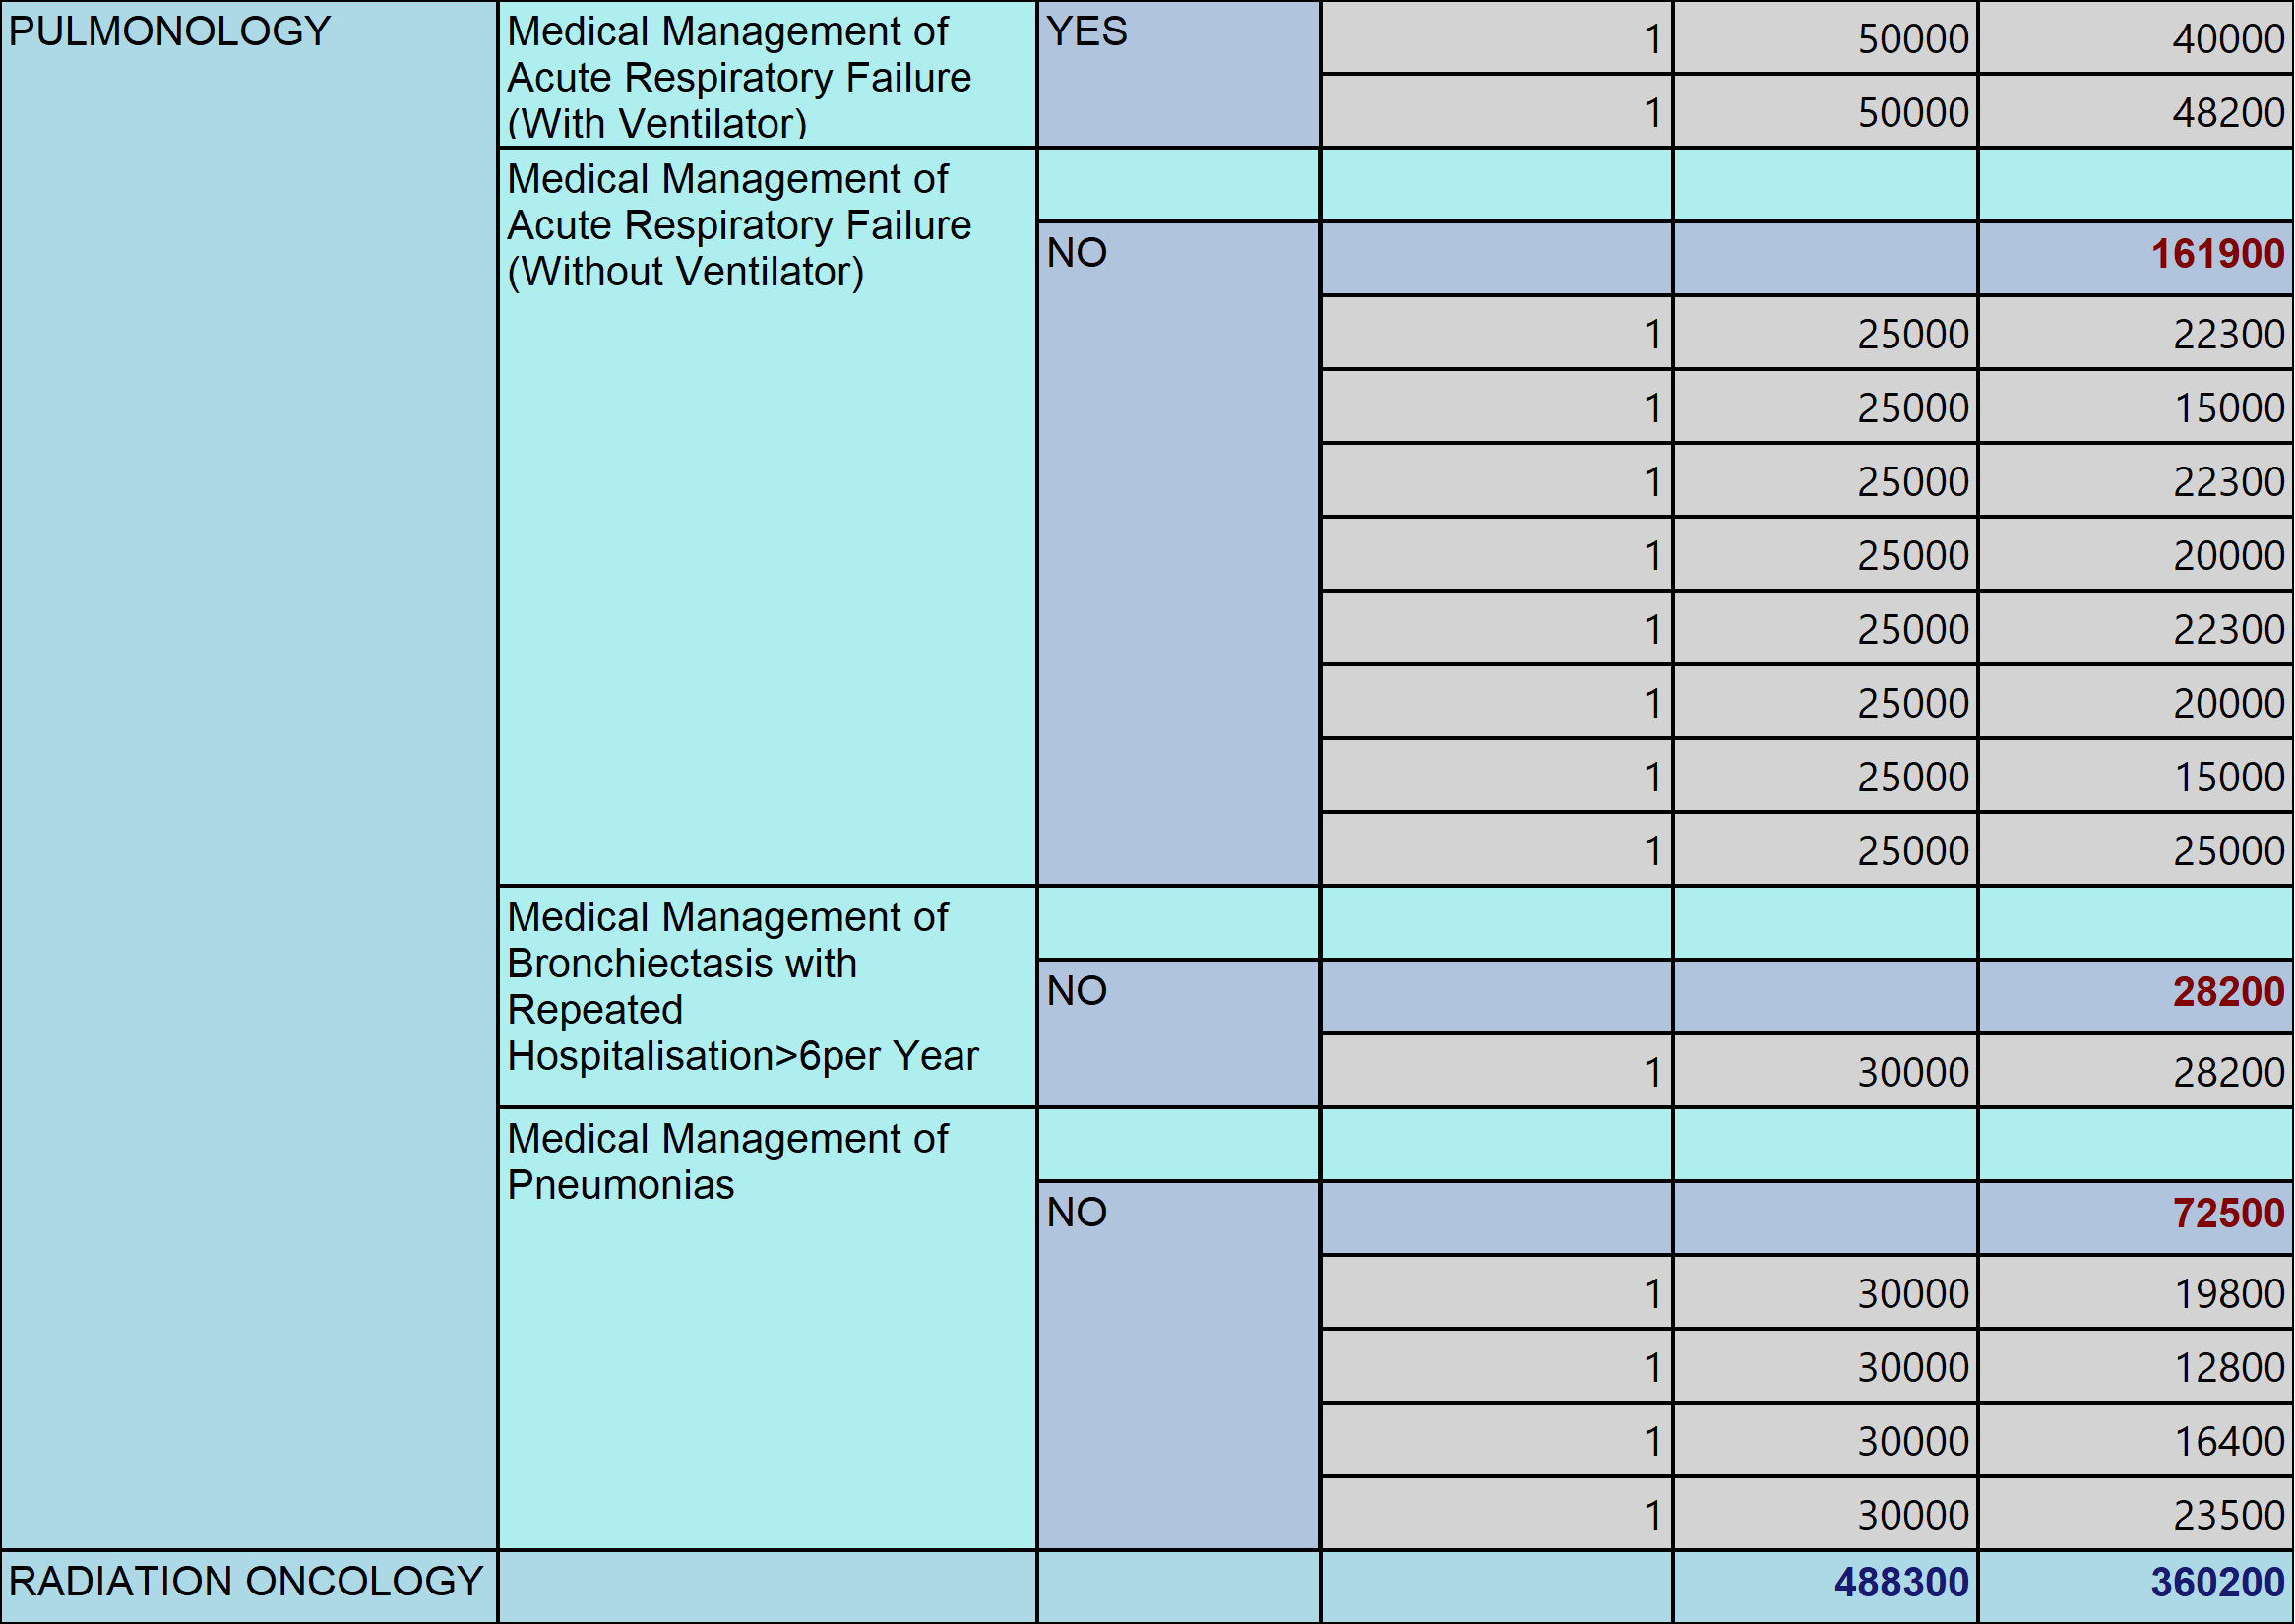 PULMONOLOGY Medical Management of YES 1 50000 40000
Acute Respiratory Failure
(With Ventilator) 1 50000 48200
Medical Management of
Acute Respiratory Failure
(Without Ventilator) NO 161900
1 25000 22300
1 25000 15000
1 25000 22300
1 25000 20000
1 25000 22300
1 25000 20000
1 25000 15000
1 25000 25000
Medical Management of
Bronchiectasis with
Repeated
Hospitalisation>6per Year
NO 28200
1 30000 28200
Medical Management of
Pneumonias
NO 72500
1 30000 19800
1 30000 12800
1 30000 16400
1 30000 23500
RADIATION ONCOLOGY 488300 360200